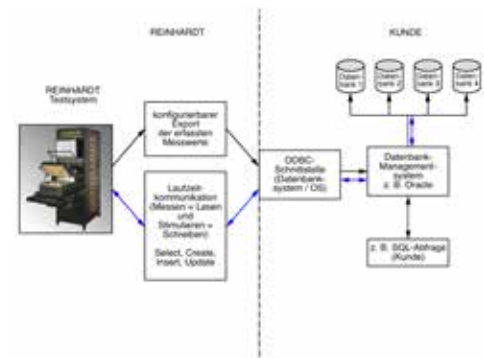 REINHARDT
KUNDE
Daten-
bank 1
Daten-
bank 2
Daten-
bank 3
Daten-
bank 4
REINHARDT
Testsystem
konfigurierbarer
Export
der erfassten
Messwerte
ODBC-
Schnittstelle
(Datenbank-
system / OS)
Datenbank-
Management-
system
z. B. Oracle
Laufzeit-
kommunikation
(Messen = Lesen
und
Stimulieren =
Schreiben)
Select, Create,
Insert, Update
z. B. SQL-Abfrage
(Kunde)